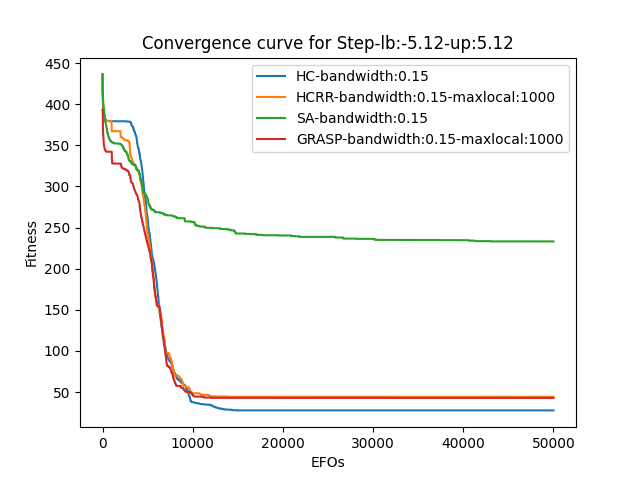 Convergence curve for Step-lb:-5.12-up:5.12
HC-bandwidth:0.15
HCRR-bandwidth:0.15-maxlocal:1000
SA-bandwidth:0.15
GRASP-bandwidth:0.15-maxlocal:1000
Fitness
450
400
350
300
250
200
150
100
50
0 10000 20000 30000 40000 50000
EFOs